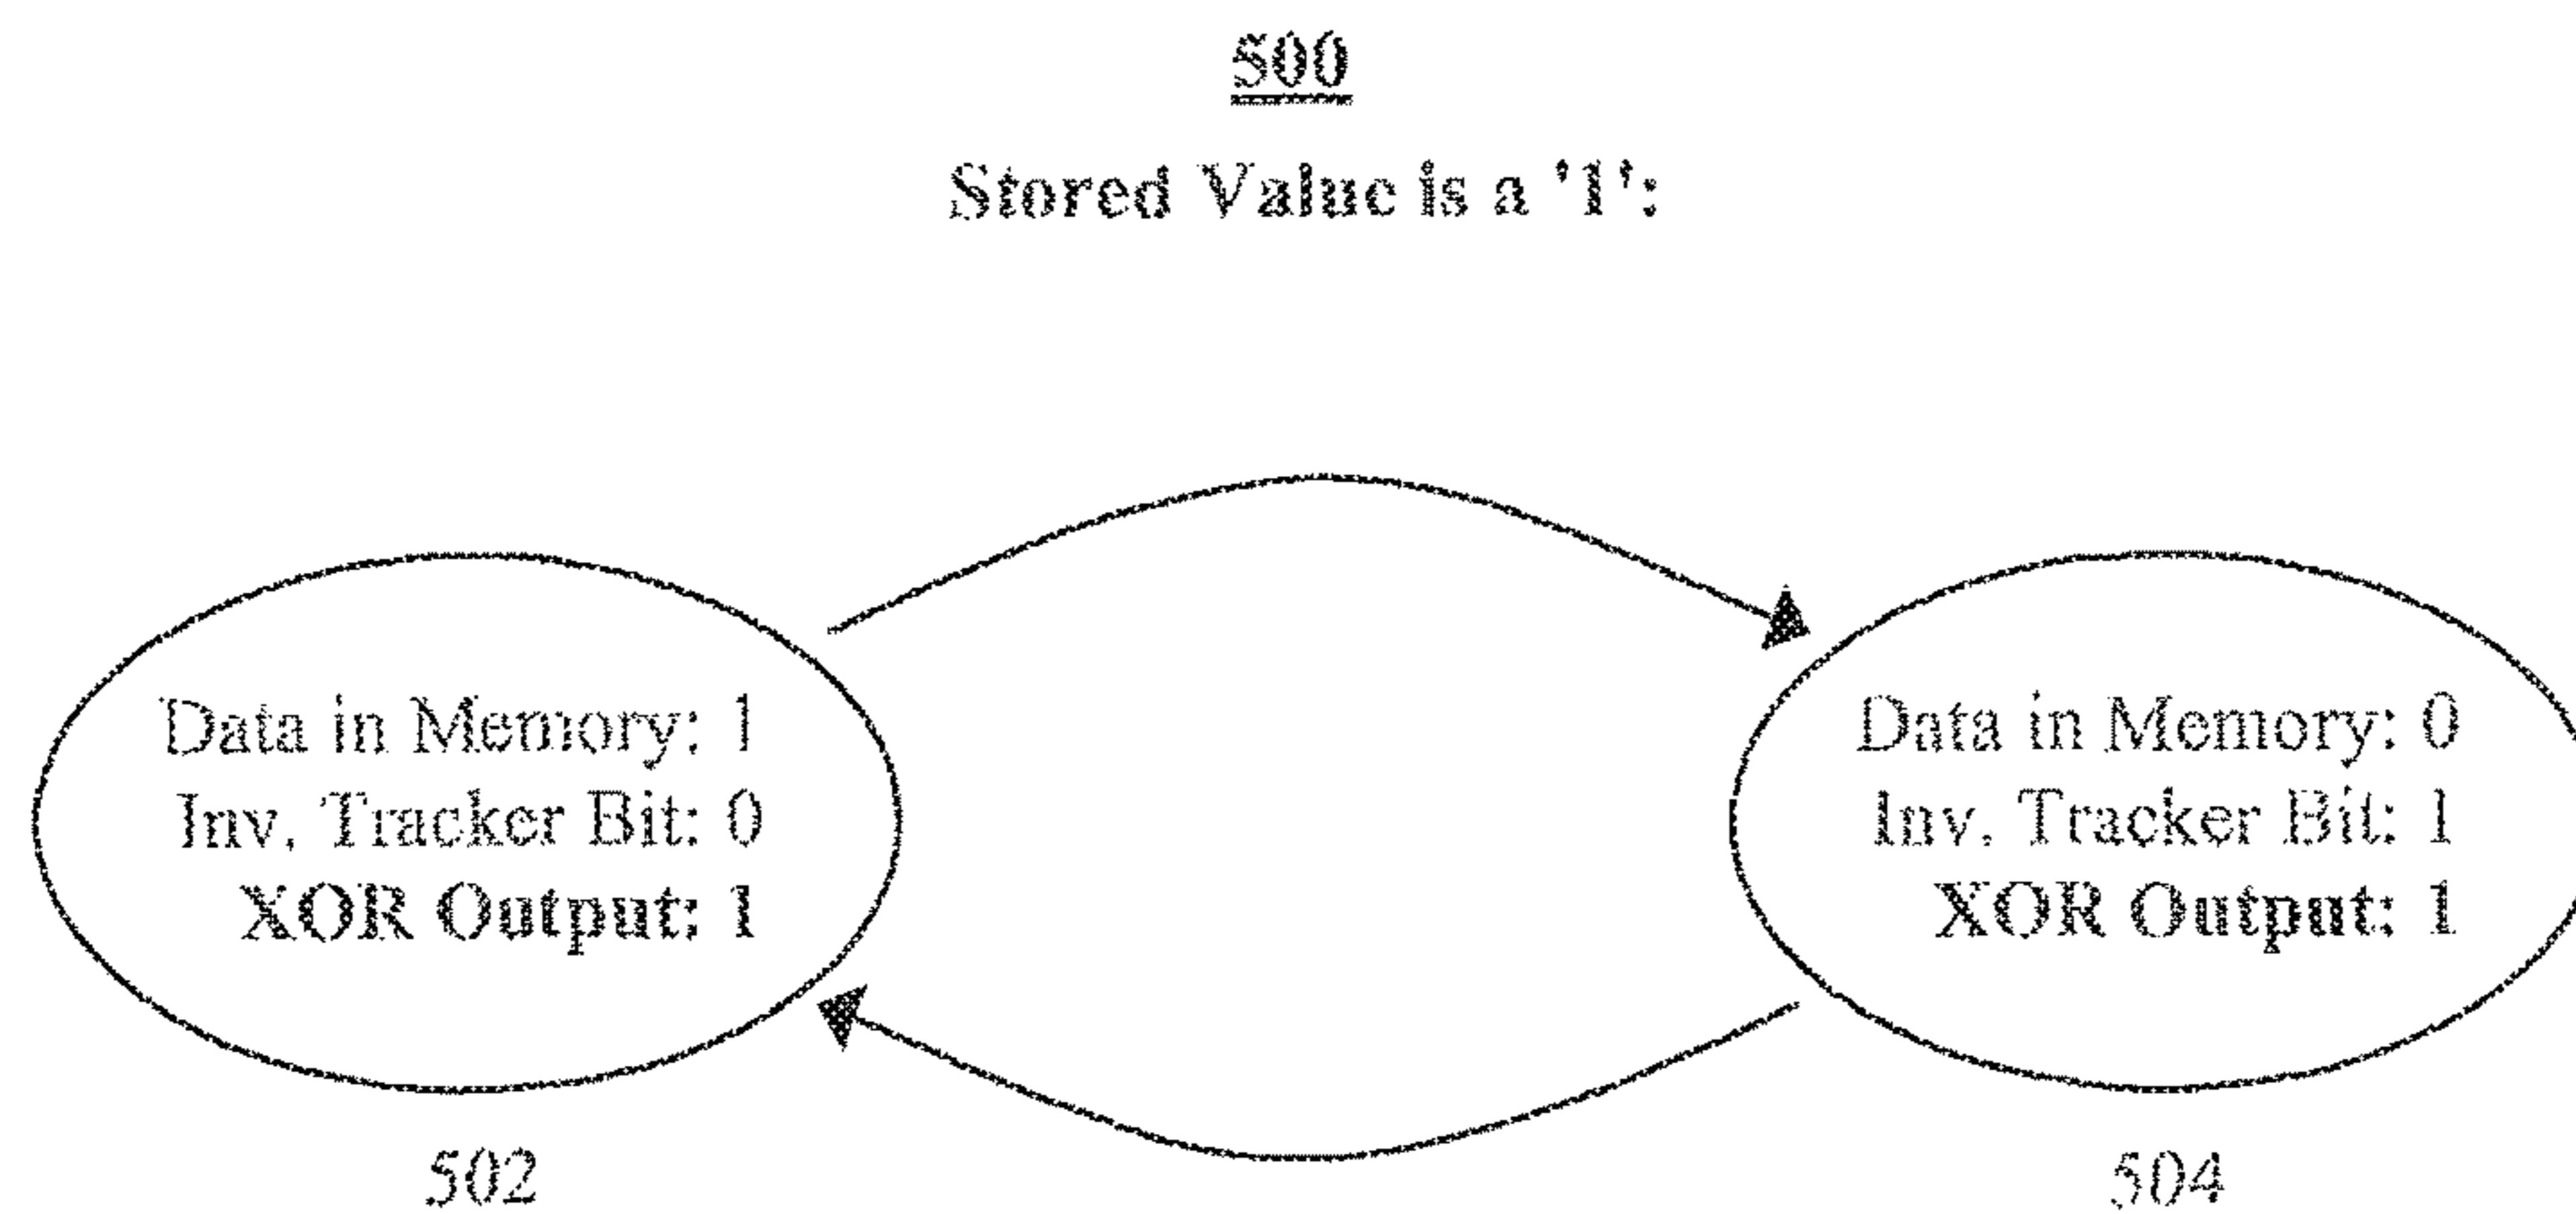 500
Stored Value is a '1':
Data in Memory: 1
Inv. Tracker Bit: 0
XOR Output: 1
502
Data in Memory: 0
Inv. Tracker Bit: 1
XOR Output: 1
504